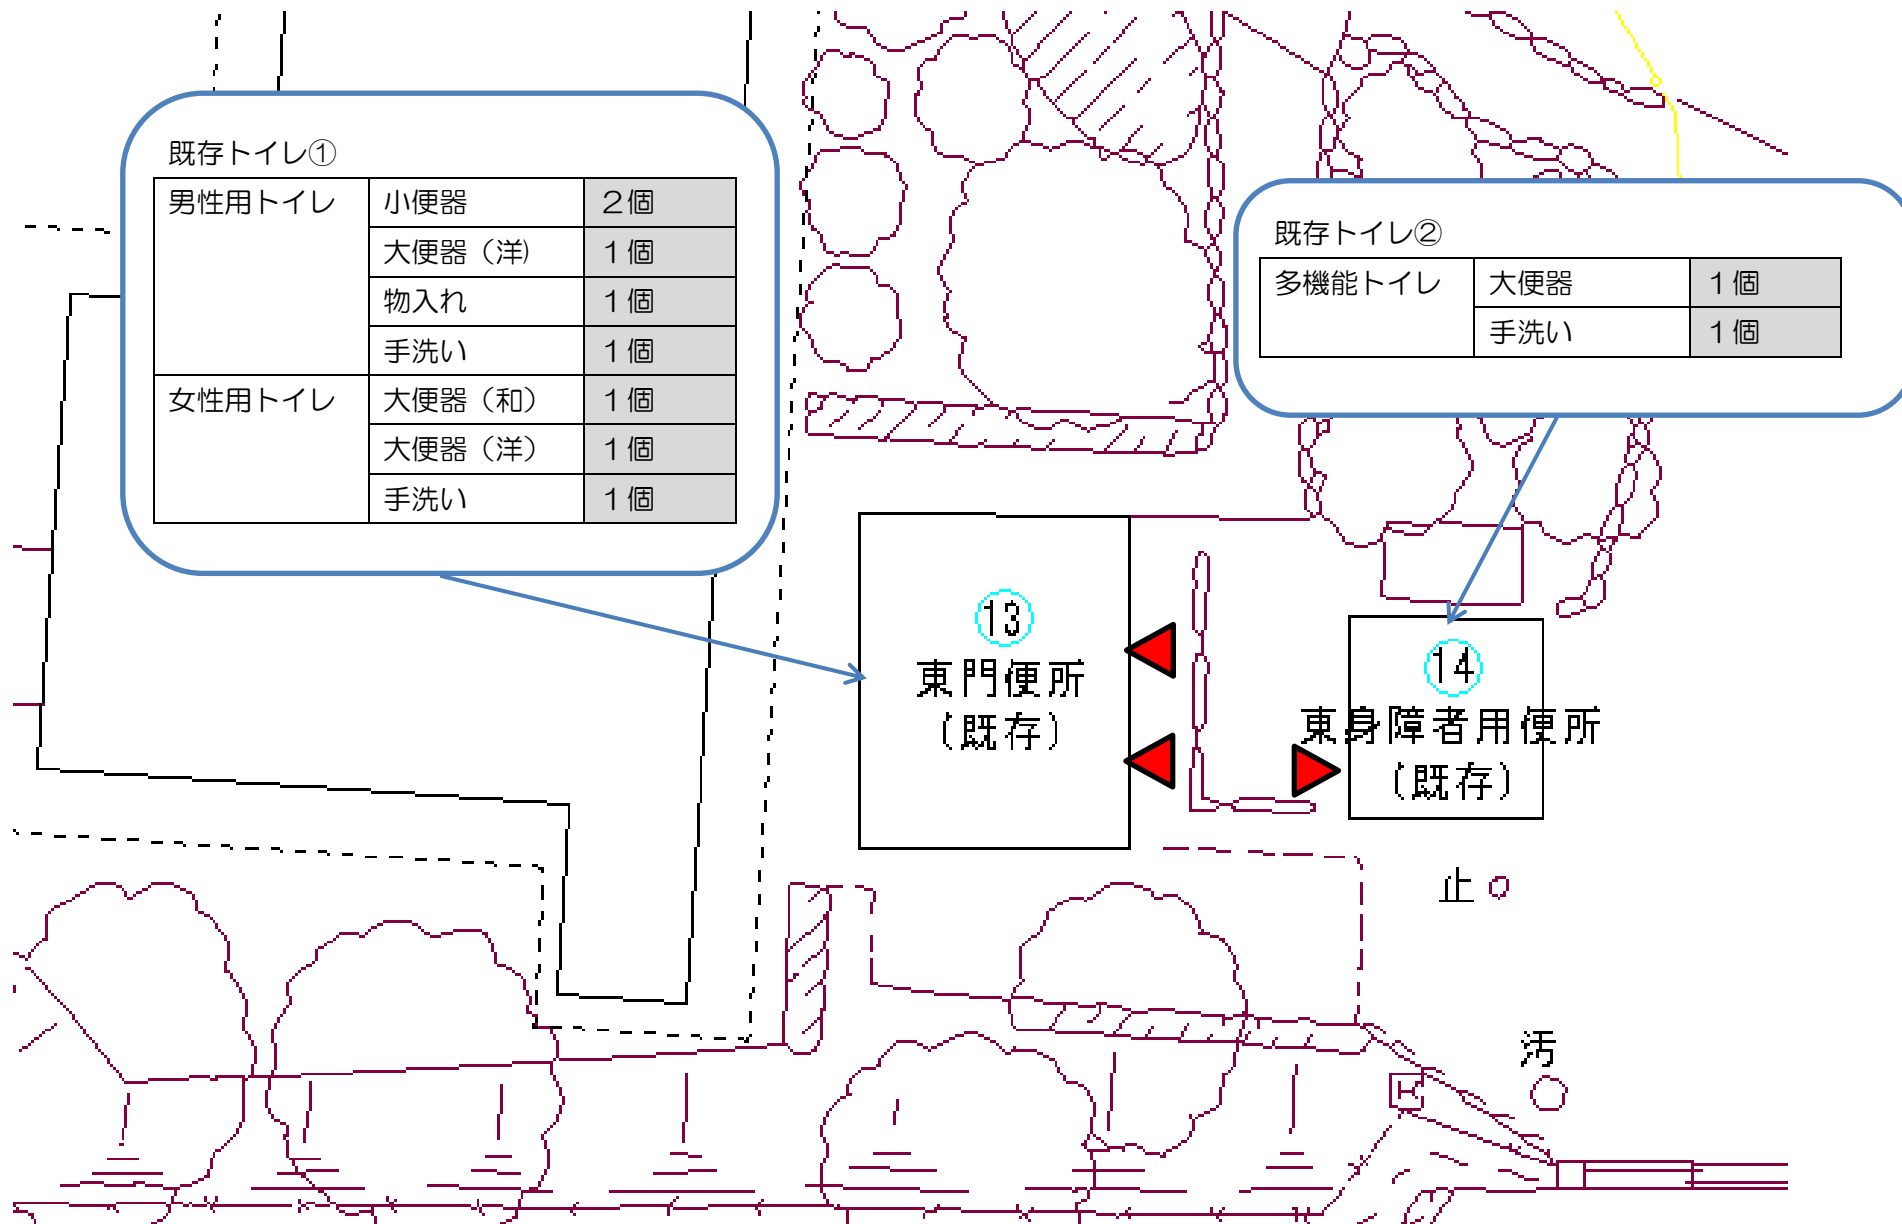 既存トイレ①
男性用トイレ 小便器 2個
大便器（洋) 1個
物入れ 1個
手洗い 1個
女性用トイレ 大便器（和） 1個
大便器（洋） 1個
手洗い 1個
既存トイレ②
多機能トイレ 大便器 1個
手洗い 1個
13
東門便所
(既存)
14
東身障者用便所
(既存)
止
汚